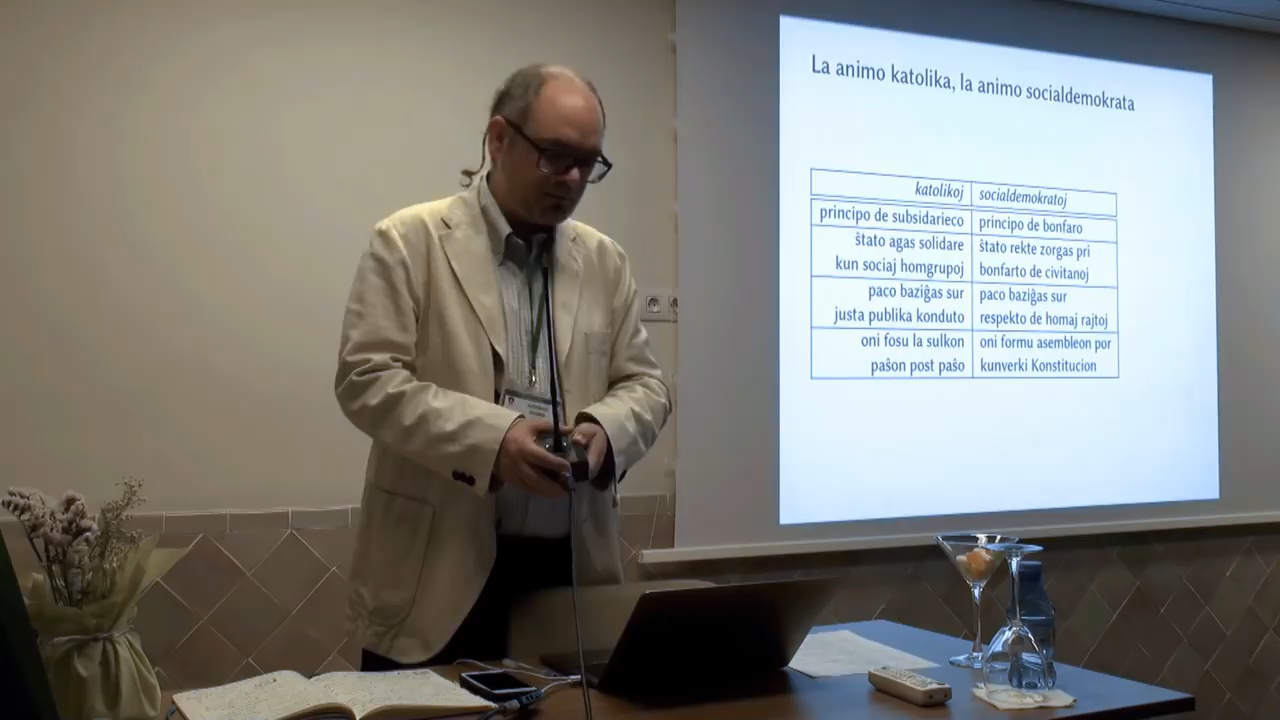 La animo katolika, la animo socialdemokrata
katolikoj socialdemokratoj
principo de subsidarieco principo de bonfaro
ŝtato agas solidare ŝtato rekte zorgas pri
kun sociaj homgrupoj bonfarto de civitanoj
paco baziĝas sur paco baziĝas sur
justa publika konduto respekto de homaj rajtoj
oni fosu la sulkon oni formu asembleon por
paŝon post paŝo kunverki Konstitucion